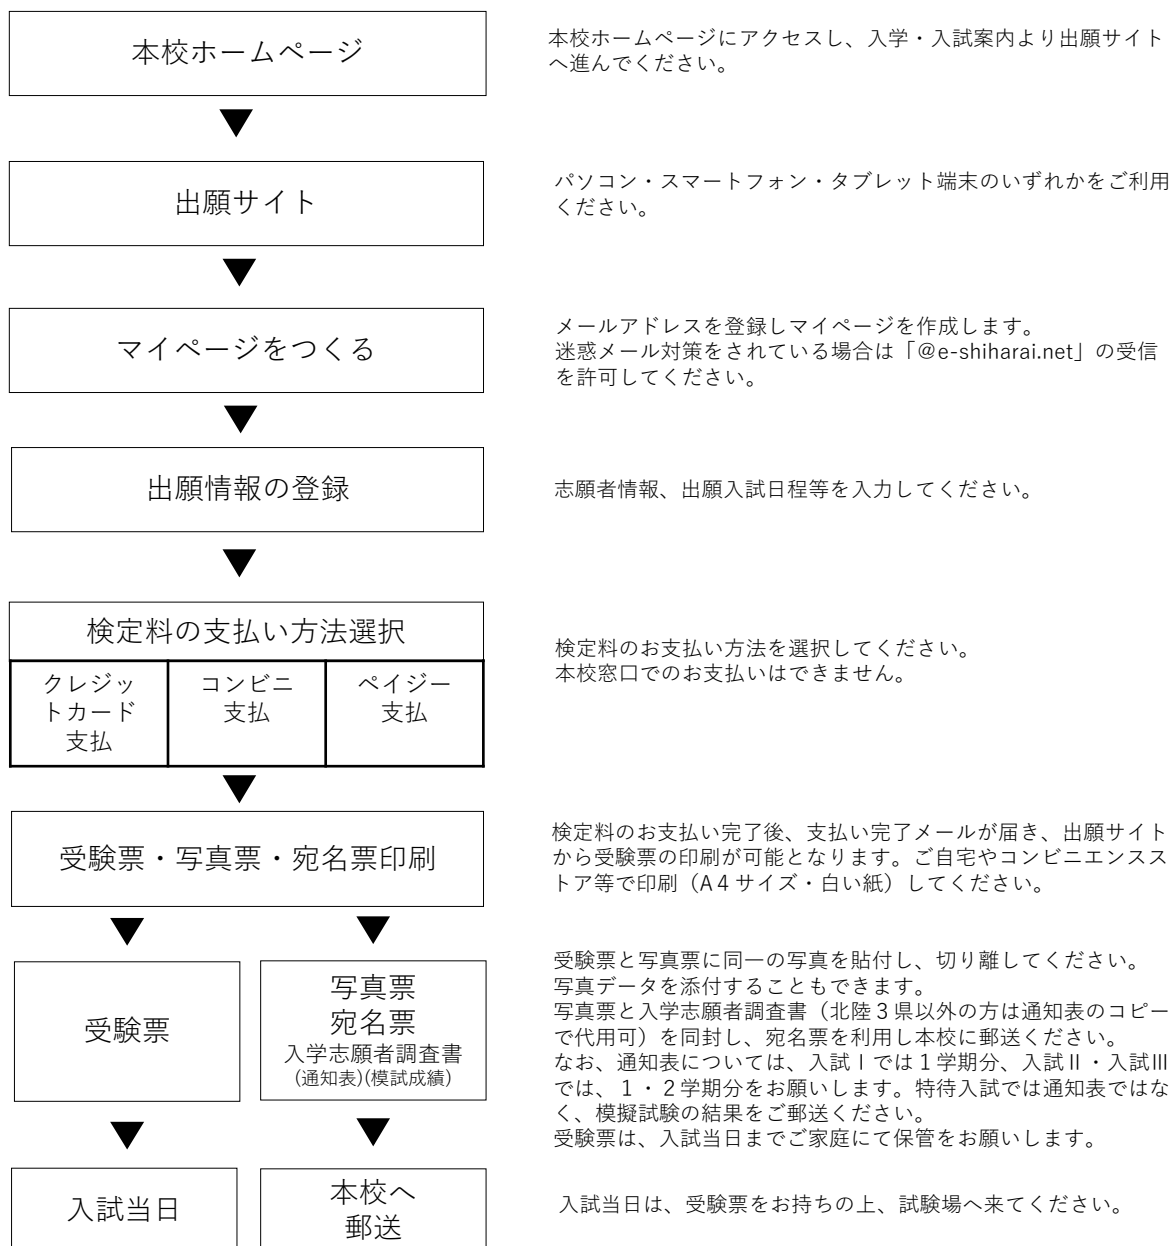 本校ホームページ
本校ホームページにアクセスし、入学・入試案内より出願サイト
へ進んでください。
出願サイト
パソコン・スマートフォン・タブレット端末のいずれかをご利用
ください。
マイページをつくる
メールアドレスを登録しマイページを作成します。
迷惑メール対策をされている場合は「@e-shiharai.net」の受信
を許可してください。
出願情報の登録
志願者情報、出願入試日程等を入力してください。
検定料の支払い方法選択
クレジッ
トカード
支払
コンビニ
支払
ペイジー
支払
検定料のお支払い方法を選択してください。
本校窓口でのお支払いはできません。
受験票・写真票・宛名票印刷
検定料のお支払い完了後、支払い完了メールが届き、出願サイト
から受験票の印刷が可能となります。ご自宅やコンビニエンスス
トア等で印刷（A４サイズ・白い紙）してください。
受験票
写真票
宛名票
入学志願者調査書
(通知表)(模試成績)
受験票と写真票に同一の写真を貼付し、切り離してください。
写真データを添付することもできます。
写真票と入学志願者調査書（北陸３県以外の方は通知表のコピー
で代用可）を同封し、宛名票を利用し本校に郵送ください。
なお、通知表については、入試Ⅰでは１学期分、入試Ⅱ・入試Ⅲ
では、１・２学期分をお願いします。特待入試では通知表ではな
く、模擬試験の結果をご郵送ください。
受験票は、入試当日までご家庭にて保管をお願いします。
入試当日
本校へ
郵送
入試当日は、受験票をお持ちの上、試験場へ来てください。